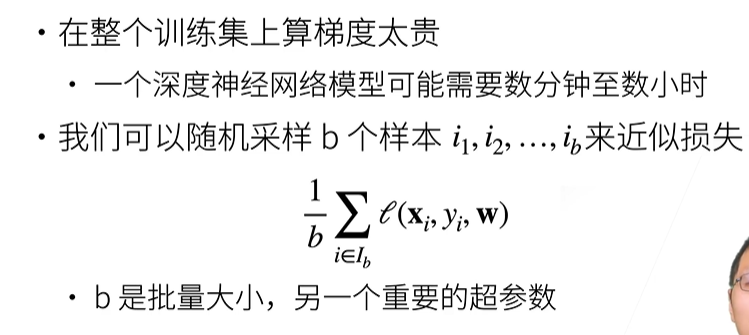 • 在整个训练集上算梯度太贵
• 一个深度神经网络模型可能需要数分钟至数小时
• 我们可以随机采样 b 个样本 i₁, i₂, …, i_b 来近似损失
\frac{1}{b} \sum_{i \in I_b} \ell(\mathbf{x}_i, y_i, \mathbf{w})
• b 是批量大小，另一个重要的超参数